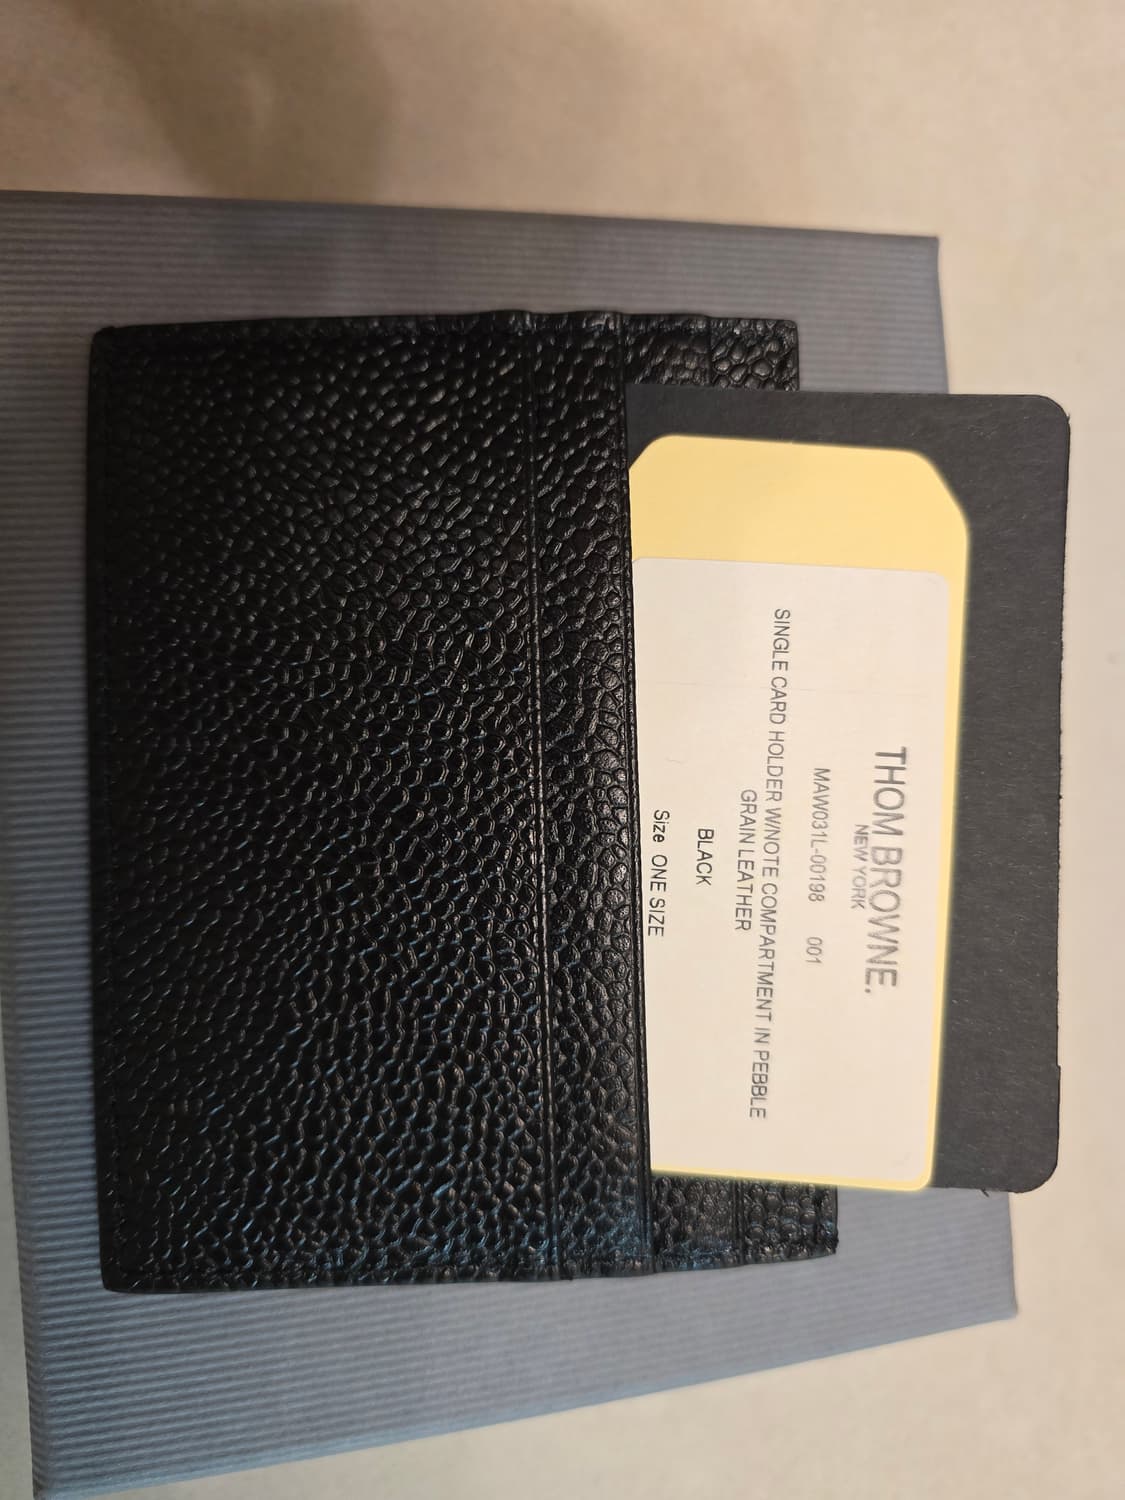 THOM BROWNE.
NEW YORK
MAW031L-00198 001
SINGLE CARD HOLDER W/NOTE COMPARTMENT IN PEBBLE
GRAIN LEATHER
BLACK
Size ONE SIZE